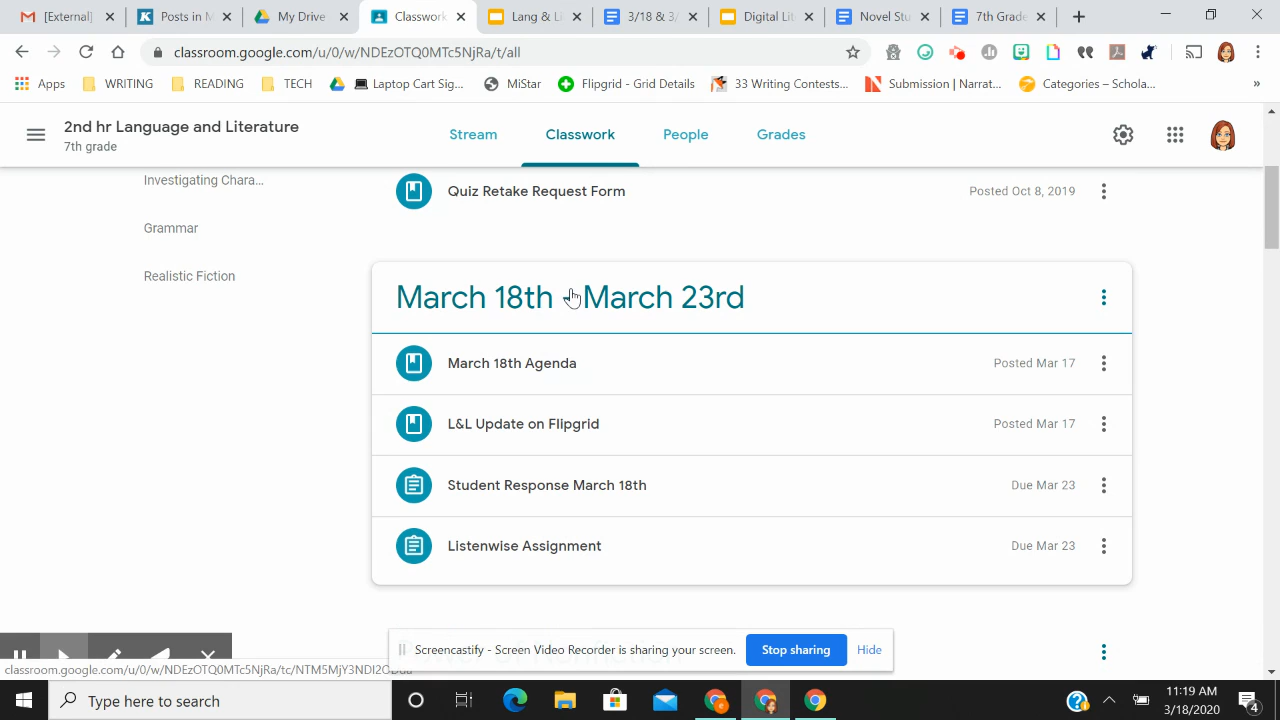 [External]
Posts in M
My Drive
Classwork
Lang & Li
3/18 & 3/
Digital Lit
Novel Stu
7th Grade
classroom.google.com/u/0/w/NDEzOTQ0MTc5NjRa/t/all
Apps
WRITING
READING
TECH
Laptop Cart Sig...
MiStar
Flipgrid - Grid Details
33 Writing Contests...
Submission | Narrat...
Categories – Schola...
»
2nd hr Language and Literature
7th grade
Stream
Classwork
People
Grades
Investigating Chara...
Grammar
Realistic Fiction
Quiz Retake Request Form
Posted Oct 8, 2019
March 18th - March 23rd
March 18th Agenda
Posted Mar 17
L&L Update on Flipgrid
Posted Mar 17
Student Response March 18th
Due Mar 23
Listenwise Assignment
Due Mar 23
Screencastify - Screen Video Recorder is sharing your screen.
Stop sharing
Hide
Type here to search
11:19 AM
3/18/2020
4